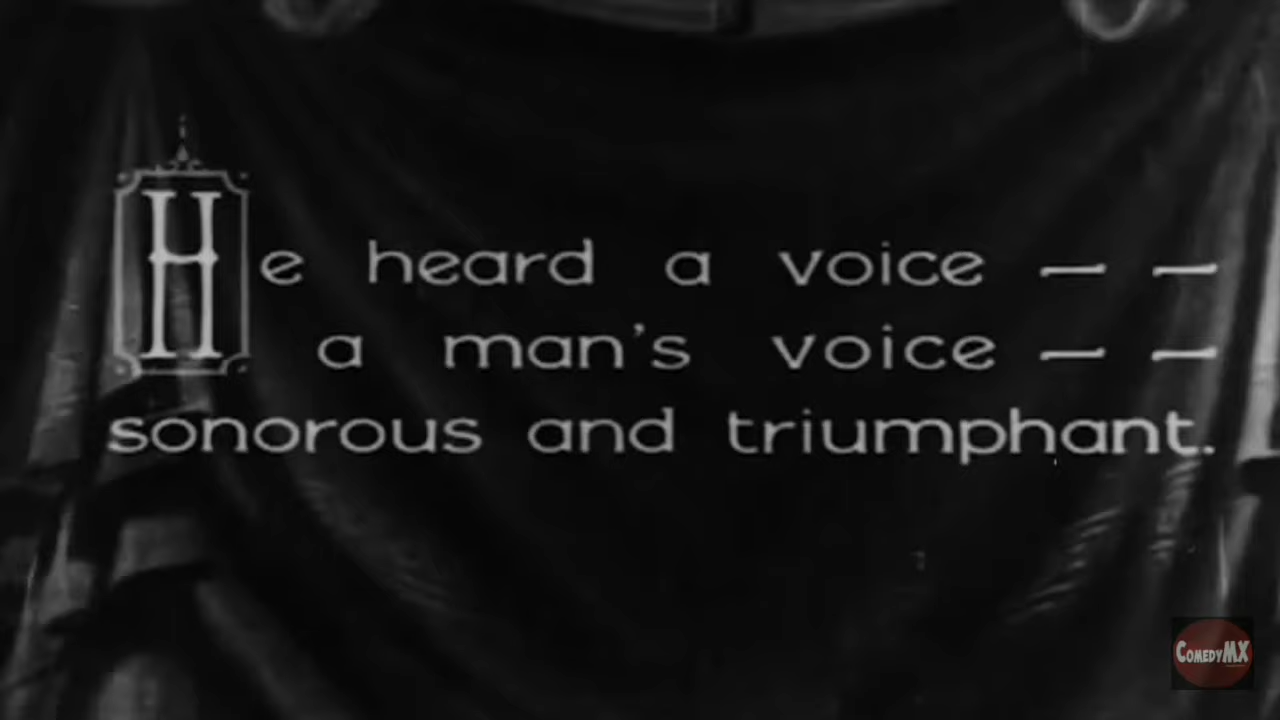 He heard a voice — —
a man's voice — —
sonorous and triumphant.
COMEDYMX